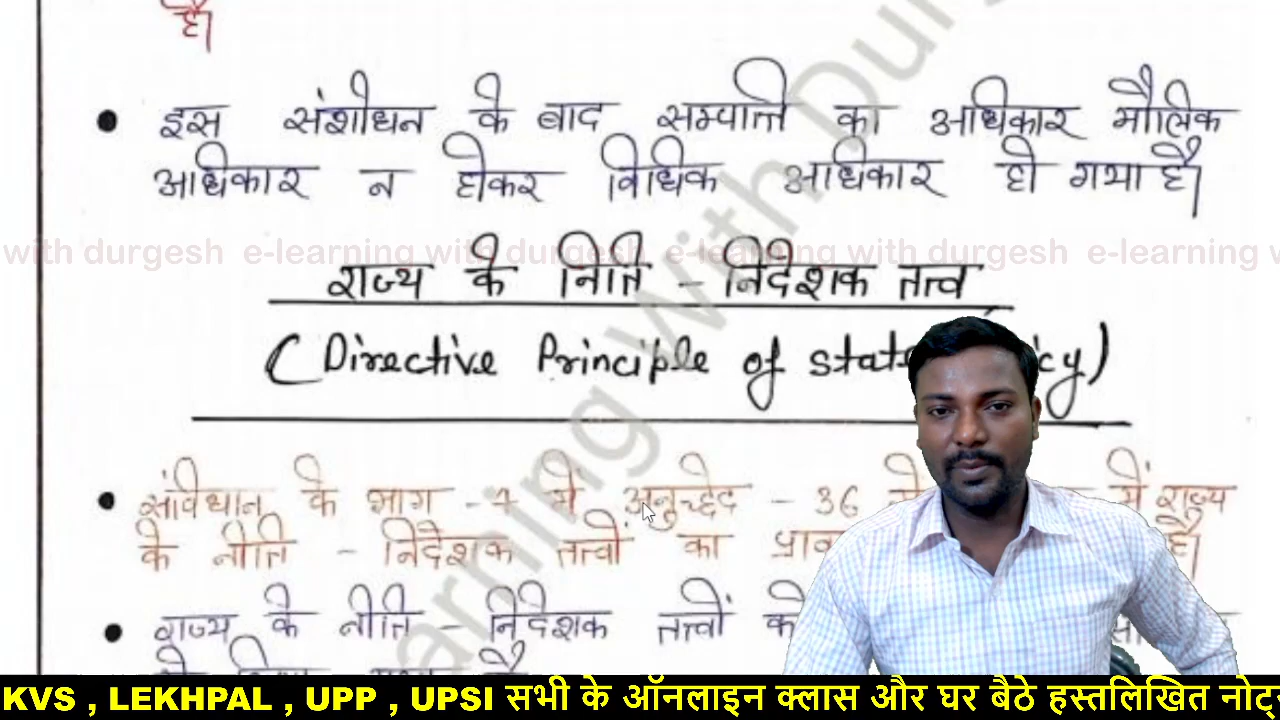 है।
इस संशोधन के बाद सम्पत्ति का अधिकार मौलिक
अधिकार न होकर विधिक अधिकार हो गया है।
with durgesh e-learning with durgesh e-learning with durgesh e-learning w
राज्य के निति - निदेशक तत्व
(Directive Principle of state
cy)
संविधान के भाग - 4 में अनुच्छेद - 36 में राज्य
के नीति - निदेशक तत्वों का है।
राज्य के नीति - निदेशक तत्वों
KVS , LEKHPAL , UPP , UPSI सभी के ऑनलाइन क्लास और घर बैठे हस्तलिखित नोट्